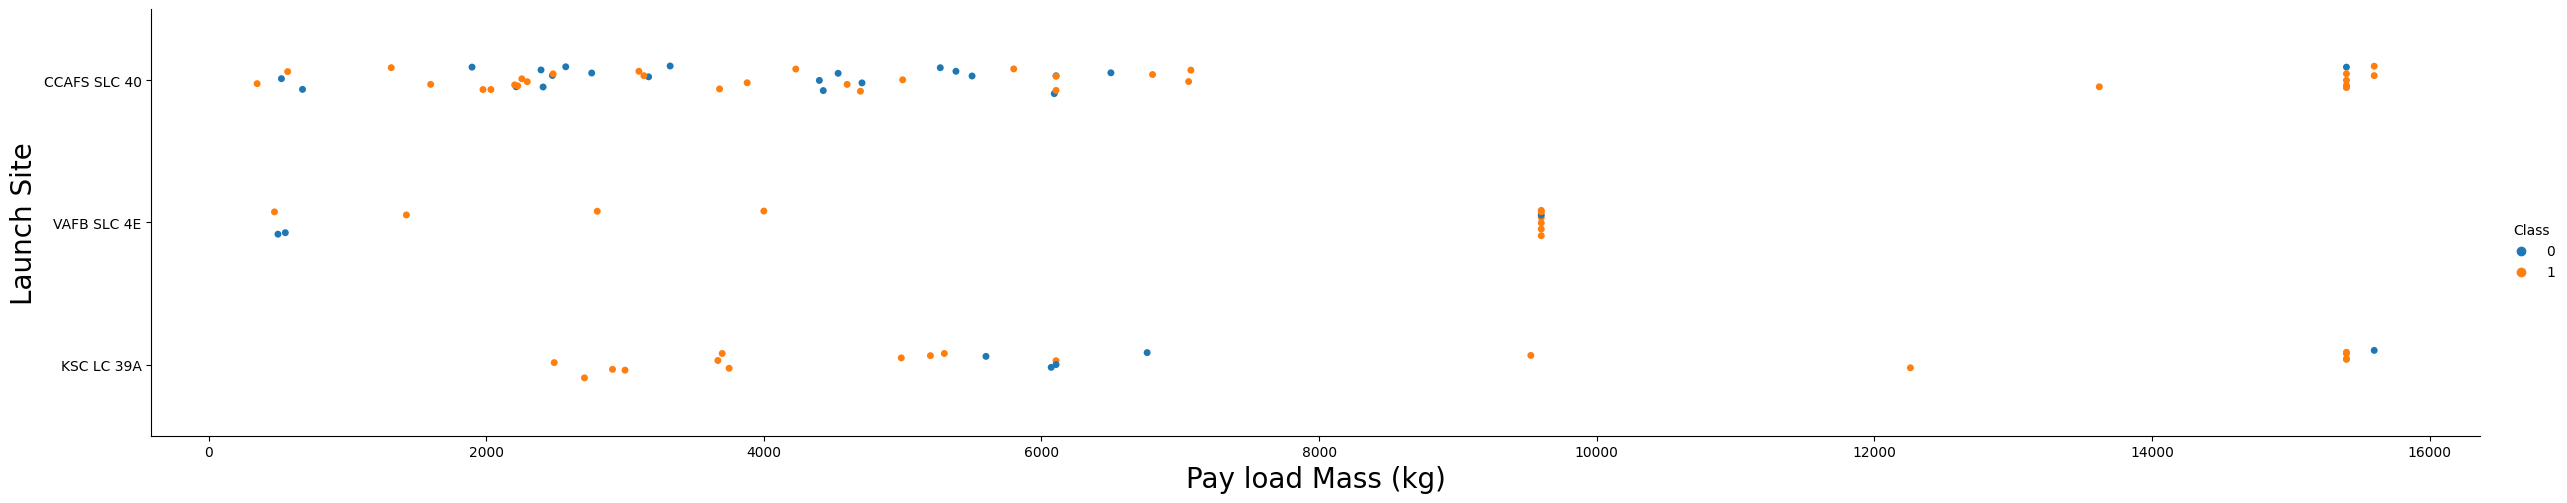 Launch Site
CCAFS SLC 40
VAFB SLC 4E
KSC LC 39A
0 2000 4000 6000 8000 10000 12000 14000 16000
Pay load Mass (kg)
Class
0
1